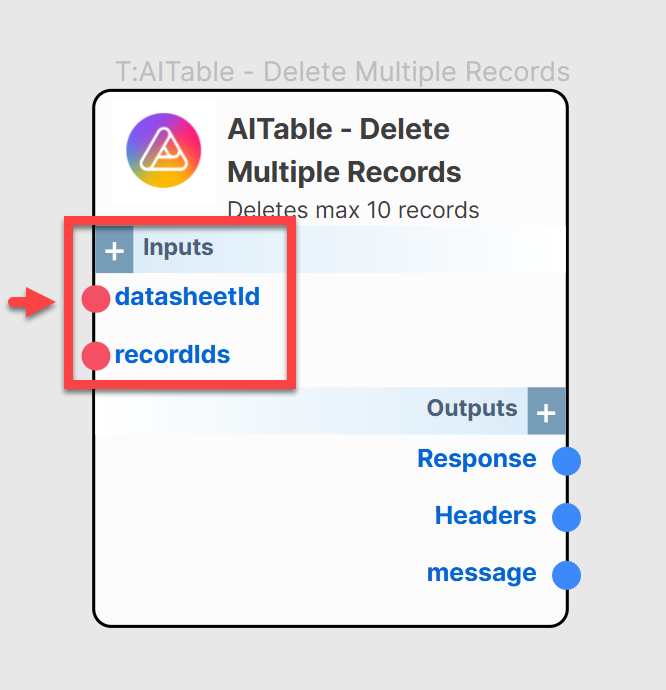 T:AITable - Delete Multiple Records
AITable - Delete
Multiple Records
Deletes max 10 records
+ Inputs
datasheetId
recordIds
Outputs +
Response
Headers
message